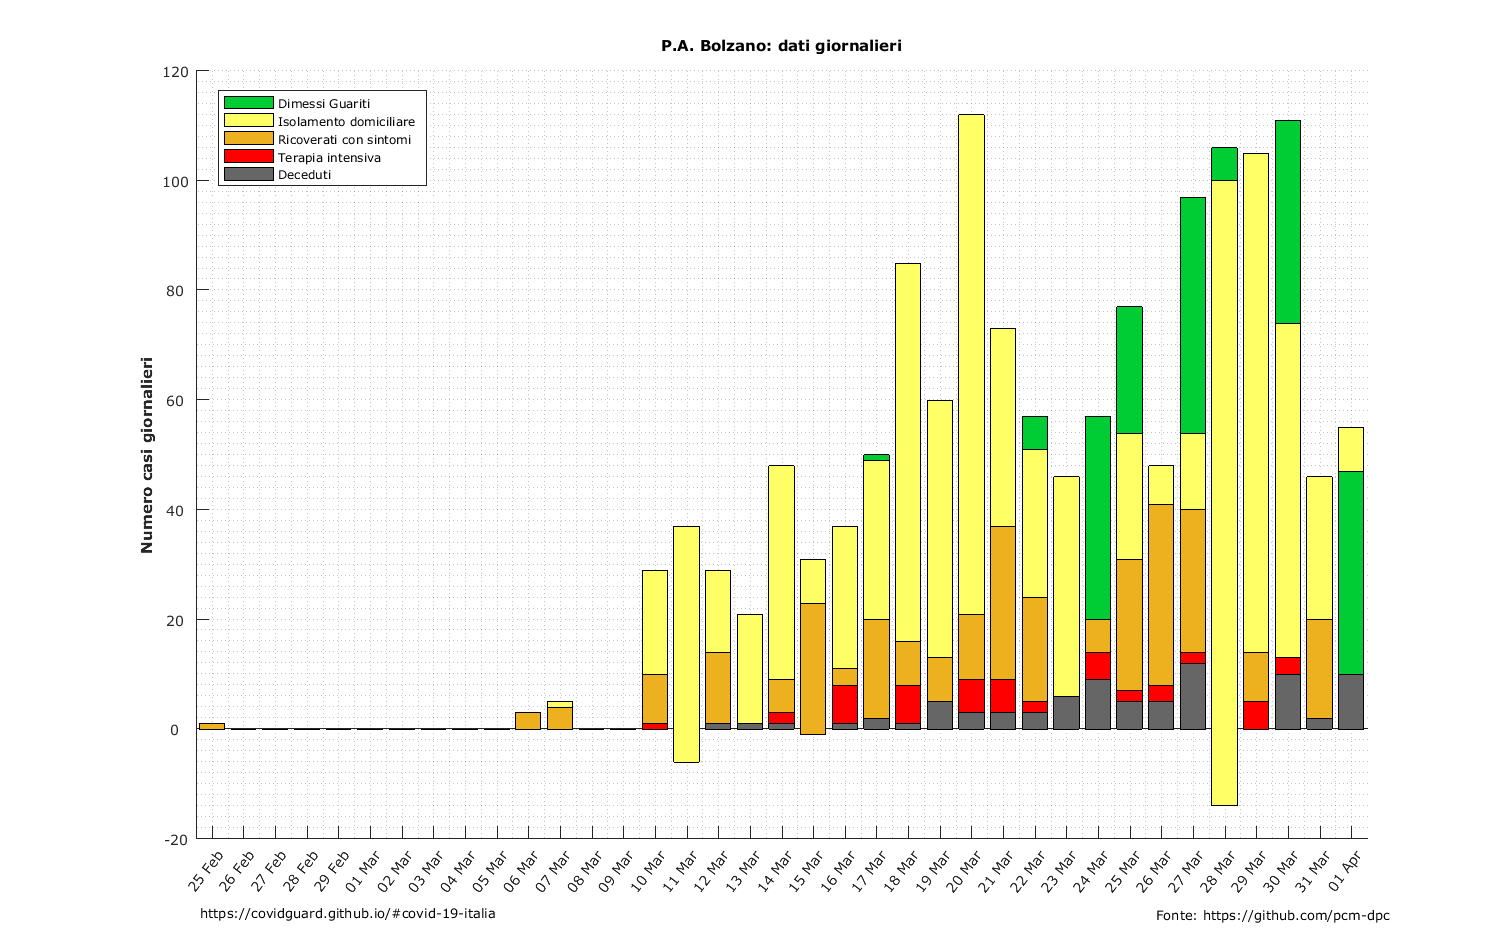 P.A. Bolzano: dati giornalieri
120
100
80
60
40
20
0
-20
Numero casi giornalieri
Dimessi Guariti
Isolamento domiciliare
Ricoverati con sintomi
Terapia intensiva
Deceduti
25 Feb
26 Feb
27 Feb
28 Feb
29 Feb
01 Mar
02 Mar
03 Mar
04 Mar
05 Mar
06 Mar
07 Mar
08 Mar
09 Mar
10 Mar
11 Mar
12 Mar
13 Mar
14 Mar
15 Mar
16 Mar
17 Mar
18 Mar
19 Mar
20 Mar
21 Mar
22 Mar
23 Mar
24 Mar
25 Mar
26 Mar
27 Mar
28 Mar
29 Mar
30 Mar
31 Mar
01 Apr
https://covidguard.github.io/#covid-19-italia
Fonte: https://github.com/pcm-dpc